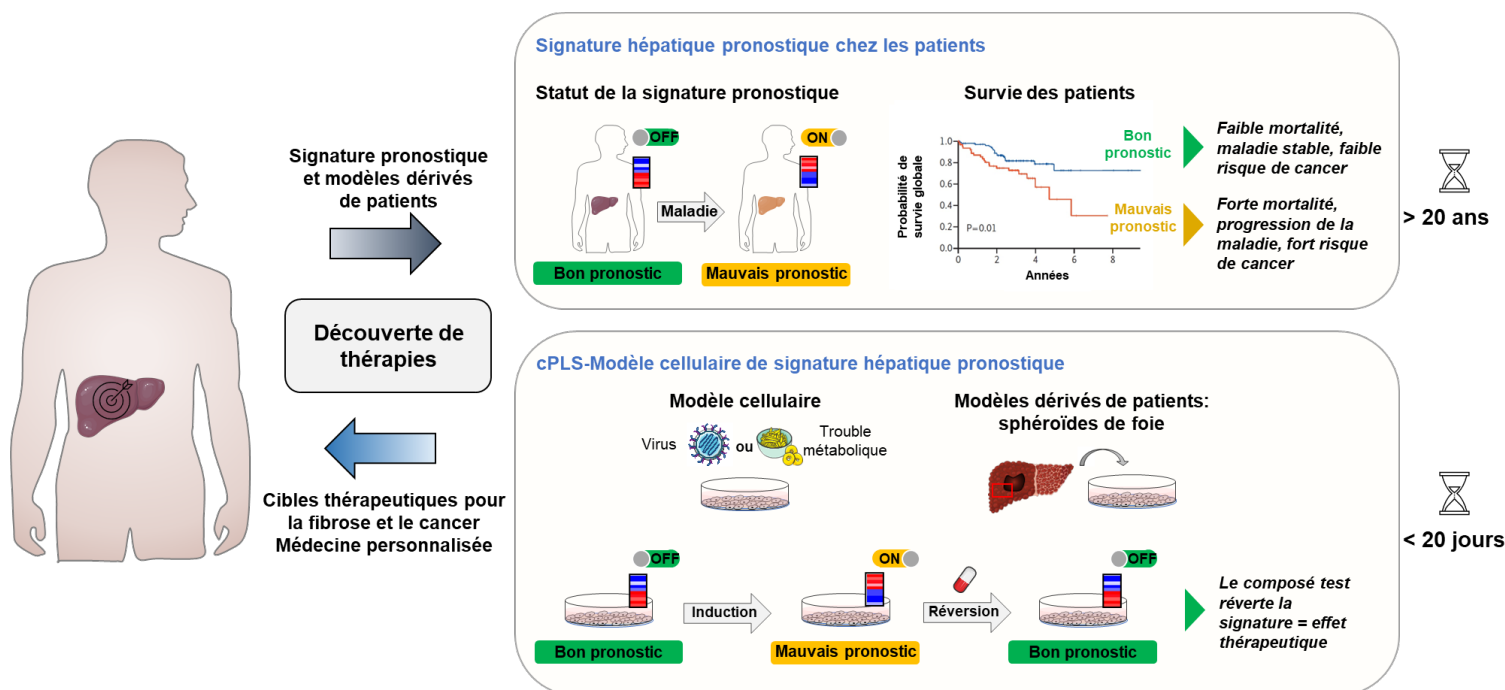 Signature hépatique pronostique chez les patients
Statut de la signature pronostique
OFF
ON
Maladie
Bon pronostic
Mauvais pronostic
Survie des patients
Probabilité de
survie globale
1.0
0.8
0.6
0.4
0.2
0.0
P=0.01
0
2
4
6
8
Années
Bon
pronostic
Mauvais
pronostic
Faible mortalité,
maladie stable, faible
risque de cancer
Forte mortalité,
progression de la
maladie, fort risque
de cancer
> 20 ans
Signature pronostique
et modèles dérivés
de patients
Découverte de
thérapies
Cibles thérapeutiques pour
la fibrose et le cancer
Médecine personnalisée
cPLS-Modèle cellulaire de signature hépatique pronostique
Modèle cellulaire
Virus
ou
Trouble
métabolique
Modèles dérivés de patients:
sphéroïdes de foie
OFF
ON
OFF
Induction
Réversion
Bon pronostic
Mauvais pronostic
Bon pronostic
Le composé test
réverte la
signature = effet
thérapeutique
< 20 jours